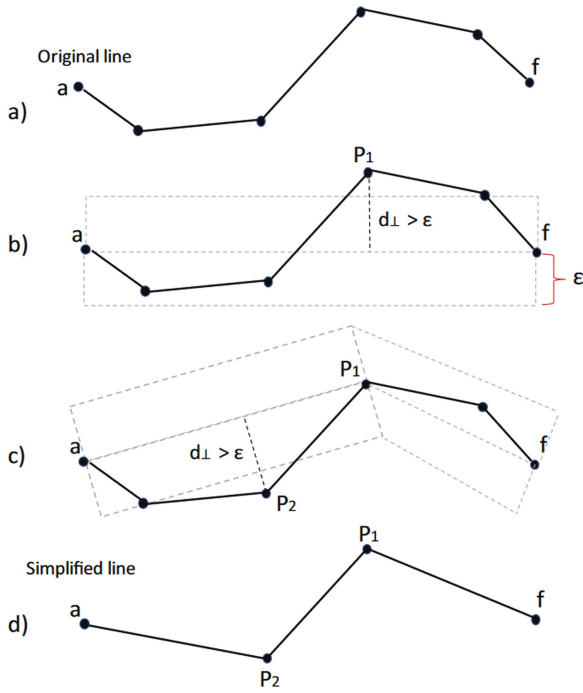 Original line
a
f
a)
P₁
d⊥ > ε
a
f
b)
ε
P₁
a
d⊥ > ε
f
c)
P₂
P₁
Simplified line
a
f
d)
P₂